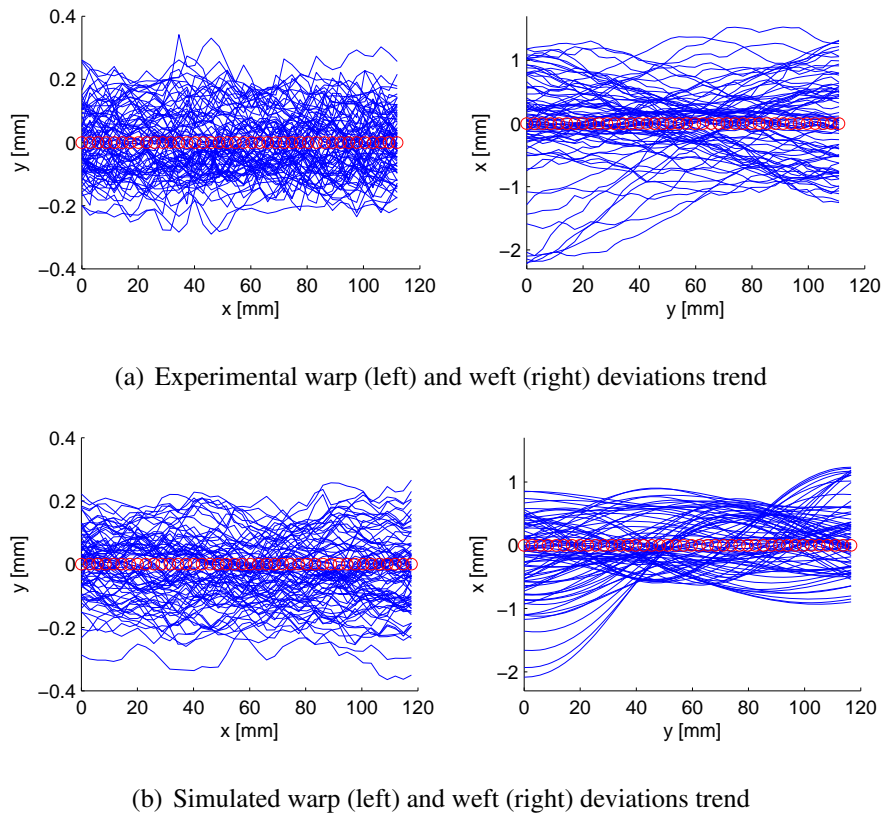 0.4
0.2
0
−0.2
−0.4
y [mm]
0 20 40 60 80 100 120
x [mm]
1
0
−1
−2
x [mm]
0 20 40 60 80 100 120
y [mm]
(a) Experimental warp (left) and weft (right) deviations trend
0.4
0.2
0
−0.2
−0.4
y [mm]
0 20 40 60 80 100 120
x [mm]
1
0
−1
−2
x [mm]
0 20 40 60 80 100 120
y [mm]
(b) Simulated warp (left) and weft (right) deviations trend